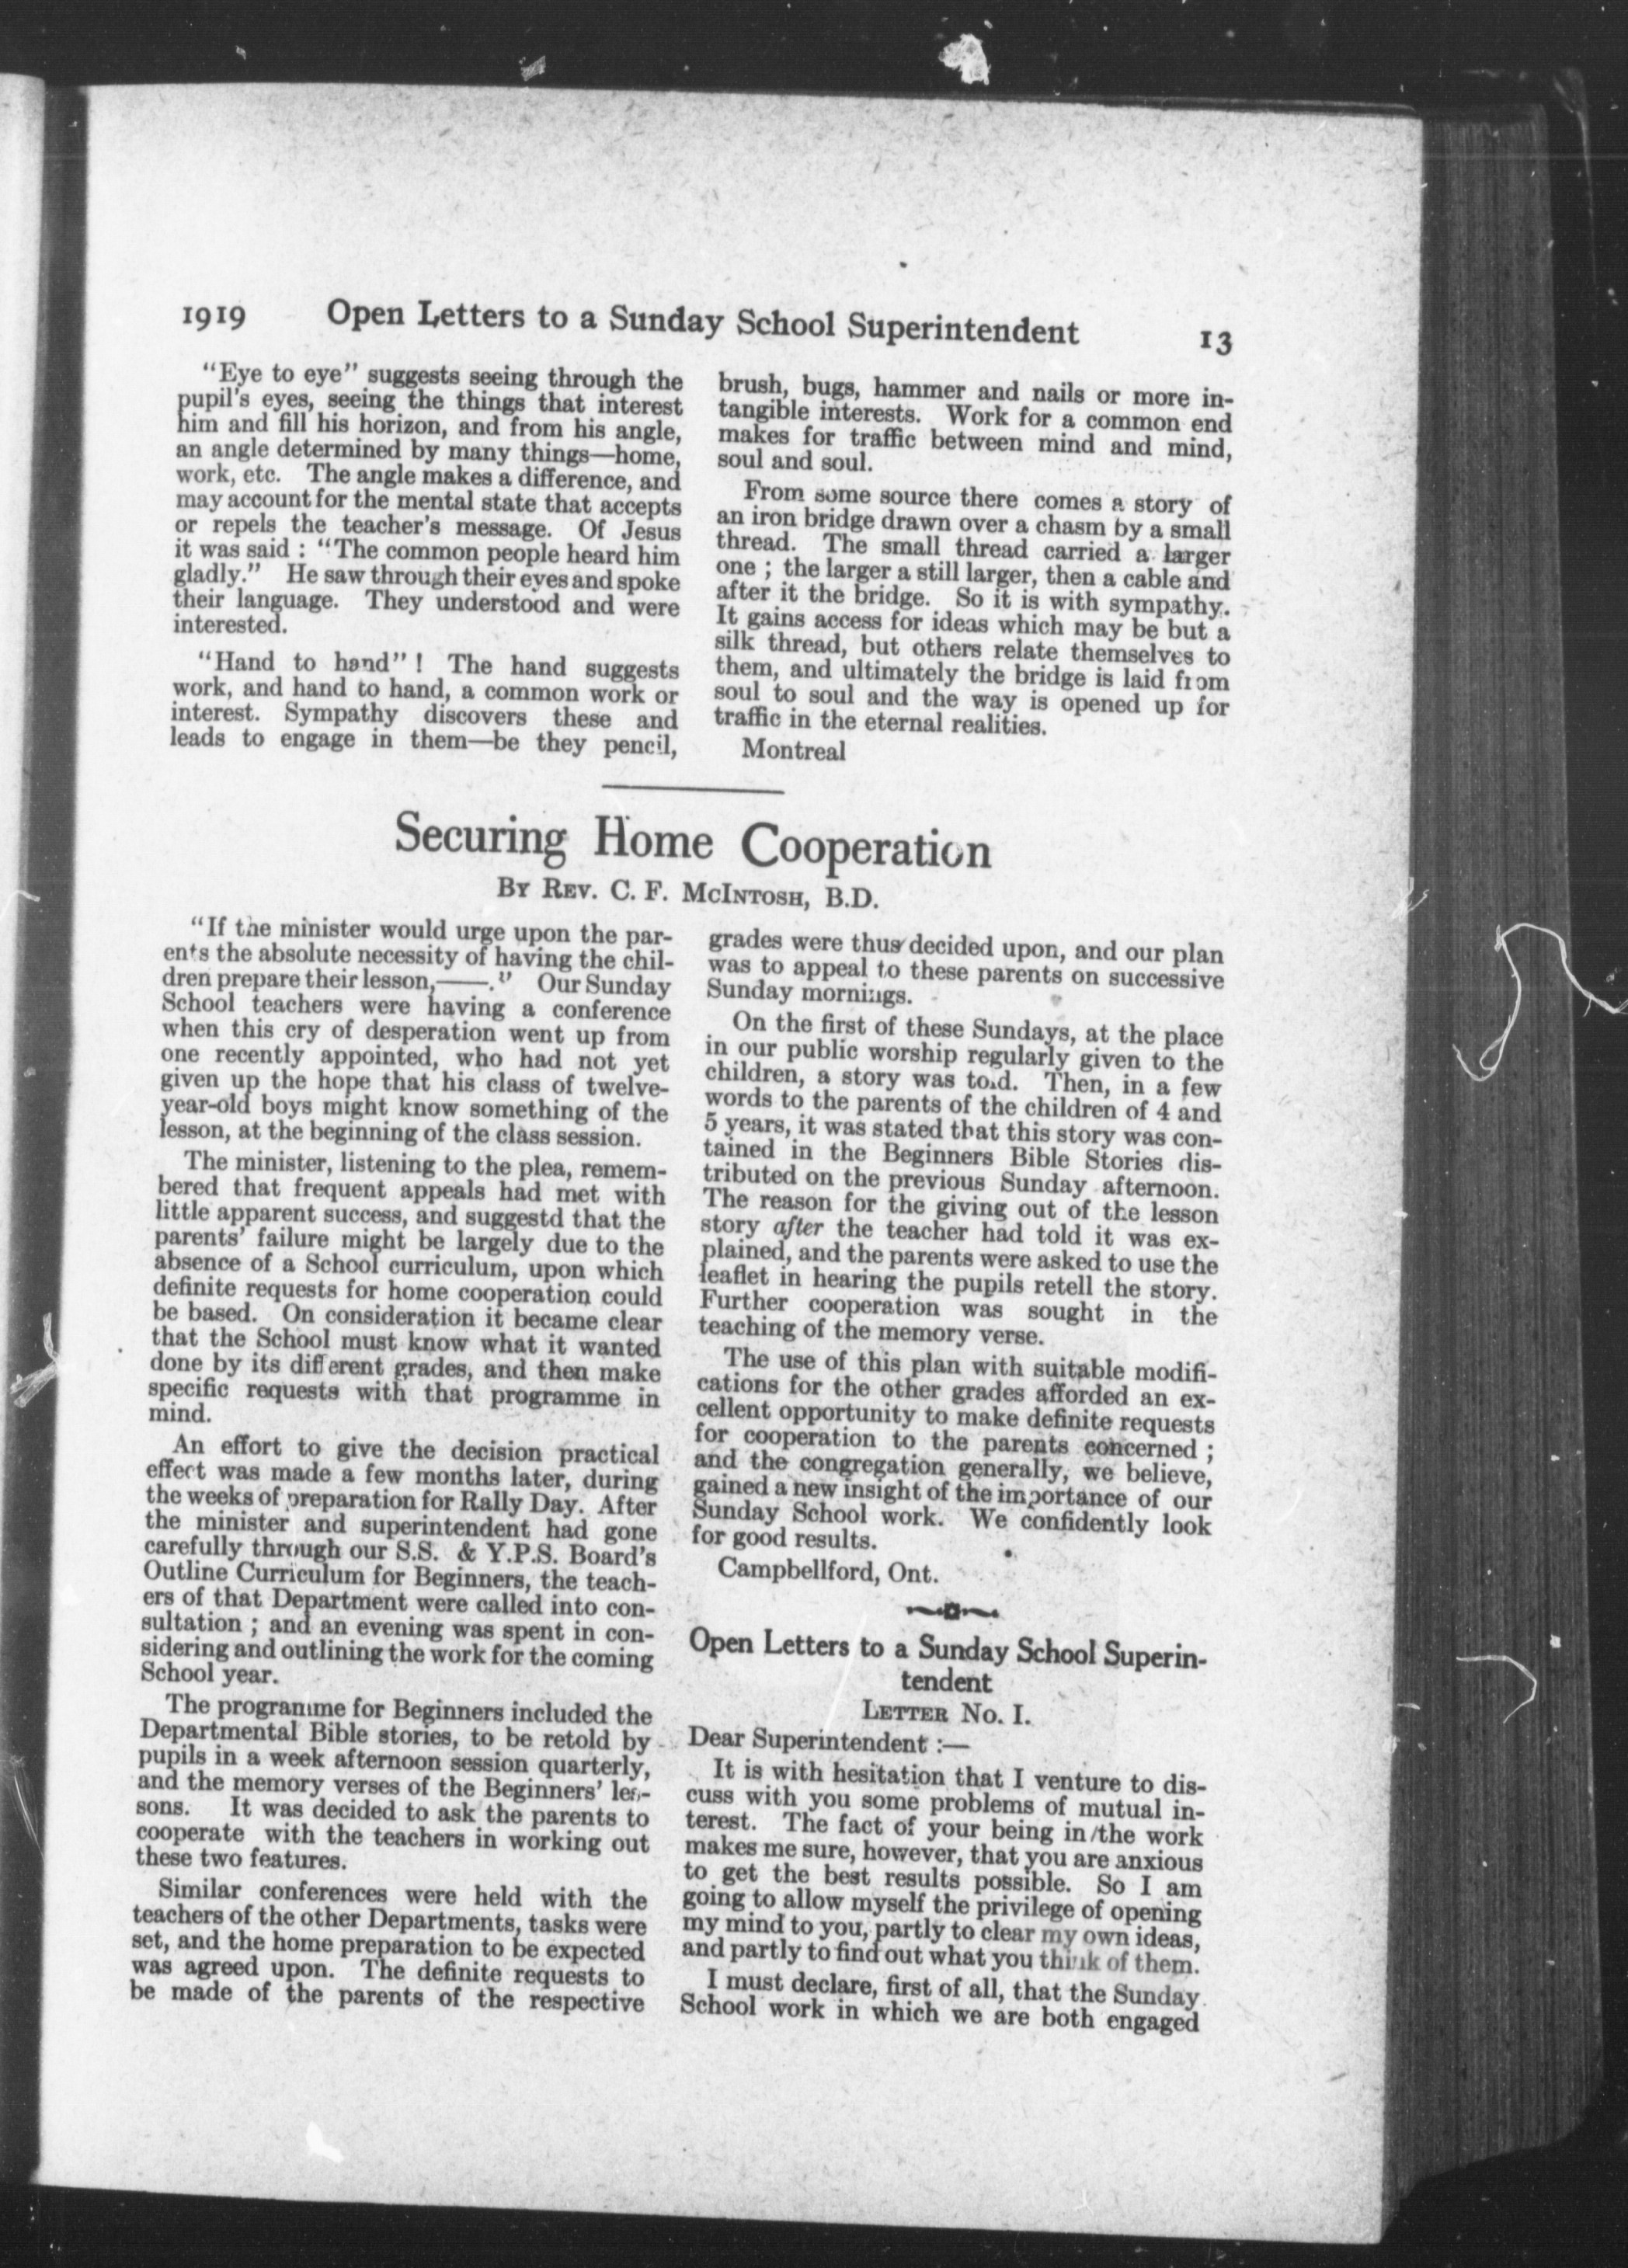 1919 Open Letters to a Sunday School Superintendent 13
"Eye to eye" suggests seeing through the
pupil's eyes, seeing the things that interest
him and fill his horizon, and from his angle,
an angle determined by many things—home,
work, etc. The angle makes a difference, and
may account for the mental state that accepts
or repels the teacher's message. Of Jesus
it was said : "The common people heard him
gladly." He saw through their eyes and spoke
their language. They understood and were
interested.
"Hand to hand" ! The hand suggests
work, and hand to hand, a common work or
interest. Sympathy discovers these and
leads to engage in them—be they pencil,
brush, bugs, hammer and nails or more in-
tangible interests. Work for a common end
makes for traffic between mind and mind,
soul and soul.
From some source there comes a story of
an iron bridge drawn over a chasm by a small
thread. The small thread carried a larger
one ; the larger a still larger, then a cable and
after it the bridge. So it is with sympathy.
It gains access for ideas which may be but a
silk thread, but others relate themselves to
them, and ultimately the bridge is laid from
soul to soul and the way is opened up for
traffic in the eternal realities.
Montreal
Securing Home Cooperation
By Rev. C. F. McIntosh, B.D.
"If the minister would urge upon the par-
ents the absolute necessity of having the chil-
dren prepare their lesson,——." Our Sunday
School teachers were having a conference
when this cry of desperation went up from
one recently appointed, who had not yet
given up the hope that his class of twelve-
year-old boys might know something of the
lesson, at the beginning of the class session.
The minister, listening to the plea, remem-
bered that frequent appeals had met with
little apparent success, and suggestd that the
parents' failure might be largely due to the
absence of a School curriculum, upon which
definite requests for home cooperation could
be based. On consideration it became clear
that the School must know what it wanted
done by its different grades, and then make
specific requests with that programme in
mind.
An effort to give the decision practical
effect was made a few months later, during
the weeks of preparation for Rally Day. After
the minister and superintendent had gone
carefully through our S.S. & Y.P.S. Board's
Outline Curriculum for Beginners, the teach-
ers of that Department were called into con-
sultation ; and an evening was spent in con-
sidering and outlining the work for the coming
School year.
The programme for Beginners included the
Departmental Bible stories, to be retold by
pupils in a week afternoon session quarterly,
and the memory verses of the Beginners' les-
sons. It was decided to ask the parents to
cooperate with the teachers in working out
these two features.
Similar conferences were held with the
teachers of the other Departments, tasks were
set, and the home preparation to be expected
was agreed upon. The definite requests to
be made of the parents of the respective
grades were thus decided upon, and our plan
was to appeal to these parents on successive
Sunday mornings.
On the first of these Sundays, at the place
in our public worship regularly given to the
children, a story was told. Then, in a few
words to the parents of the children of 4 and
5 years, it was stated that this story was con-
tained in the Beginners Bible Stories dis-
tributed on the previous Sunday afternoon.
The reason for the giving out of the lesson
story after the teacher had told it was ex-
plained, and the parents were asked to use the
leaflet in hearing the pupils retell the story.
Further cooperation was sought in the
teaching of the memory verse.
The use of this plan with suitable modifi-
cations for the other grades afforded an ex-
cellent opportunity to make definite requests
for cooperation to the parents concerned ;
and the congregation generally, we believe,
gained a new insight of the importance of our
Sunday School work. We confidently look
for good results.
Campbellford, Ont.
Open Letters to a Sunday School Superin-
tendent
Letter No. I.
Dear Superintendent :—
It is with hesitation that I venture to dis-
cuss with you some problems of mutual in-
terest. The fact of your being in the work
makes me sure, however, that you are anxious
to get the best results possible. So I am
going to allow myself the privilege of opening
my mind to you, partly to clear my own ideas,
and partly to find out what you think of them.
I must declare, first of all, that the Sunday
School work in which we are both engaged